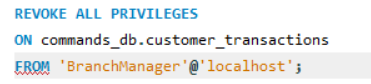 REVOKE ALL PRIVILEGES
ON commands_db.customer_transactions
FROM 'BranchManager'@'localhost';